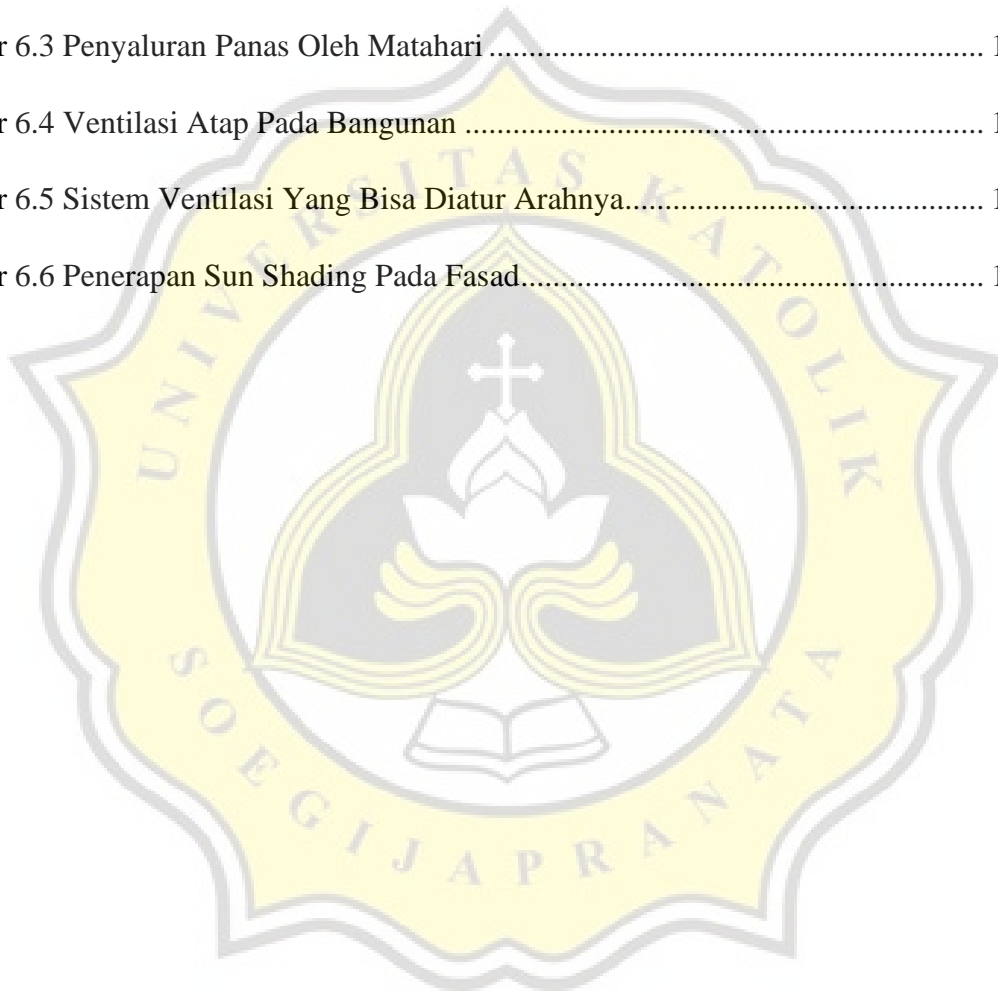 r 6.3 Penyaluran Panas Oleh Matahari ............................................................. 1
r 6.4 Ventilasi Atap Pada Bangunan ................................................................ 1
r 6.5 Sistem Ventilasi Yang Bisa Diatur Arahnya............................................. 1
r 6.6 Penerapan Sun Shading Pada Fasad......................................................... 1
UNIVERSITAS KATOLIK
SOEGIJAPRANATA